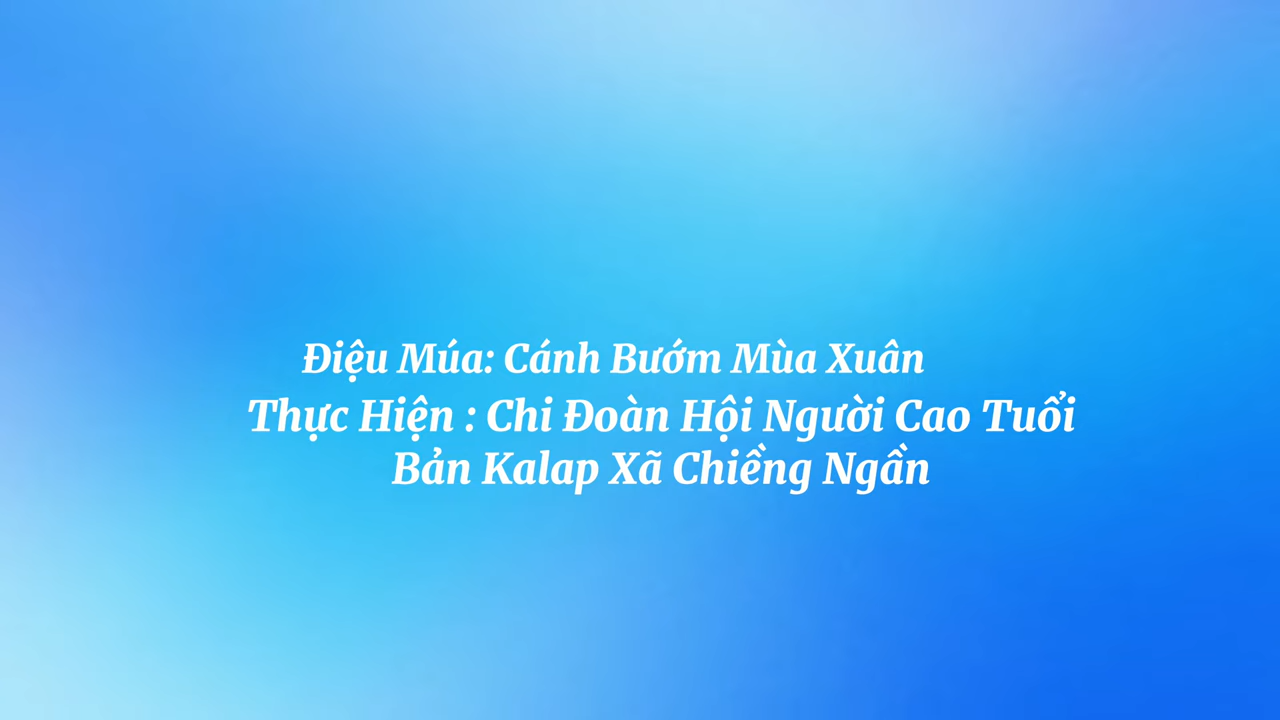 Điệu Múa: Cánh Bướm Mùa Xuân
Thực Hiện : Chi Đoàn Hội Người Cao Tuổi
Bản Kalap Xã Chiềng Ngần